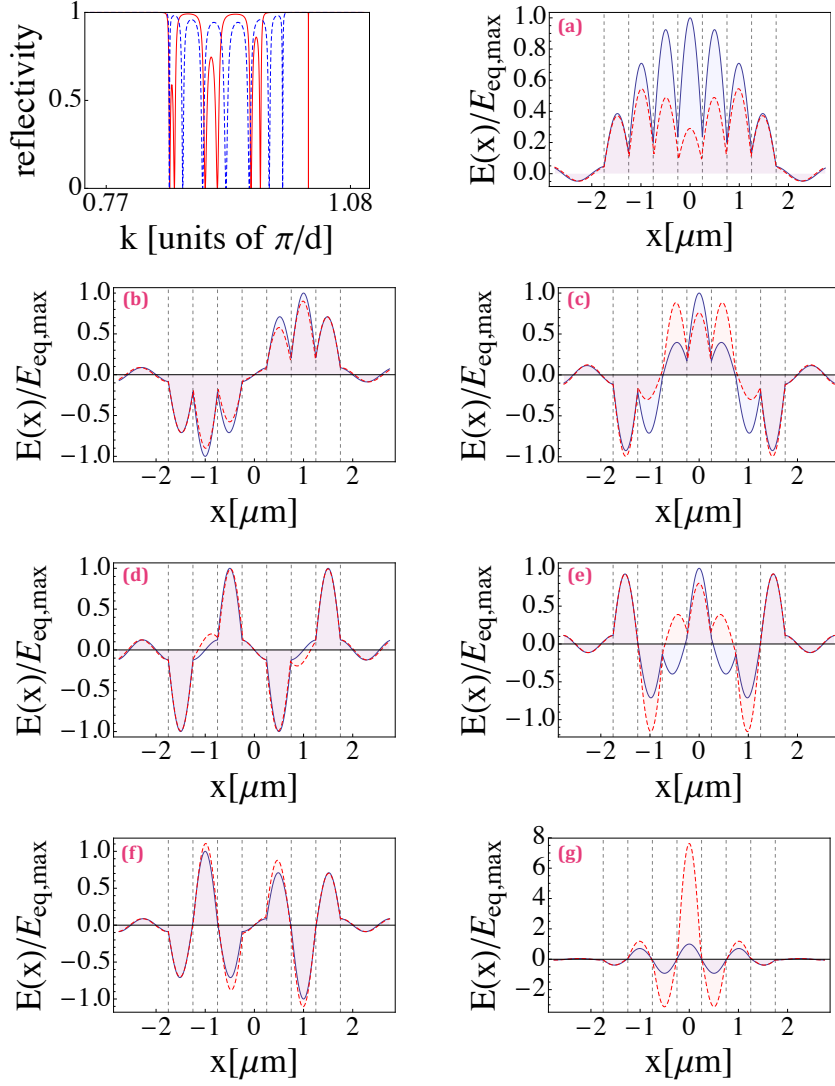 reflectivity
1
0.5
0
0.77
1.08
k [units of π/d]
(a)
E(x)/E_eq,max
1.0
0.8
0.6
0.4
0.2
0.0
−2 −1 0 1 2
x[μm]
(b)
E(x)/E_eq,max
1.0
0.5
0.0
−0.5
−1.0
−2 −1 0 1 2
x[μm]
(c)
E(x)/E_eq,max
1.0
0.5
0.0
−0.5
−1.0
−2 −1 0 1 2
x[μm]
(d)
E(x)/E_eq,max
1.0
0.5
0.0
−0.5
−1.0
−2 −1 0 1 2
x[μm]
(e)
E(x)/E_eq,max
1.0
0.5
0.0
−0.5
−1.0
−2 −1 0 1 2
x[μm]
(f)
E(x)/E_eq,max
1.0
0.5
0.0
−0.5
−1.0
−2 −1 0 1 2
x[μm]
(g)
E(x)/E_eq,max
8
6
4
2
0
−2
−2 −1 0 1 2
x[μm]